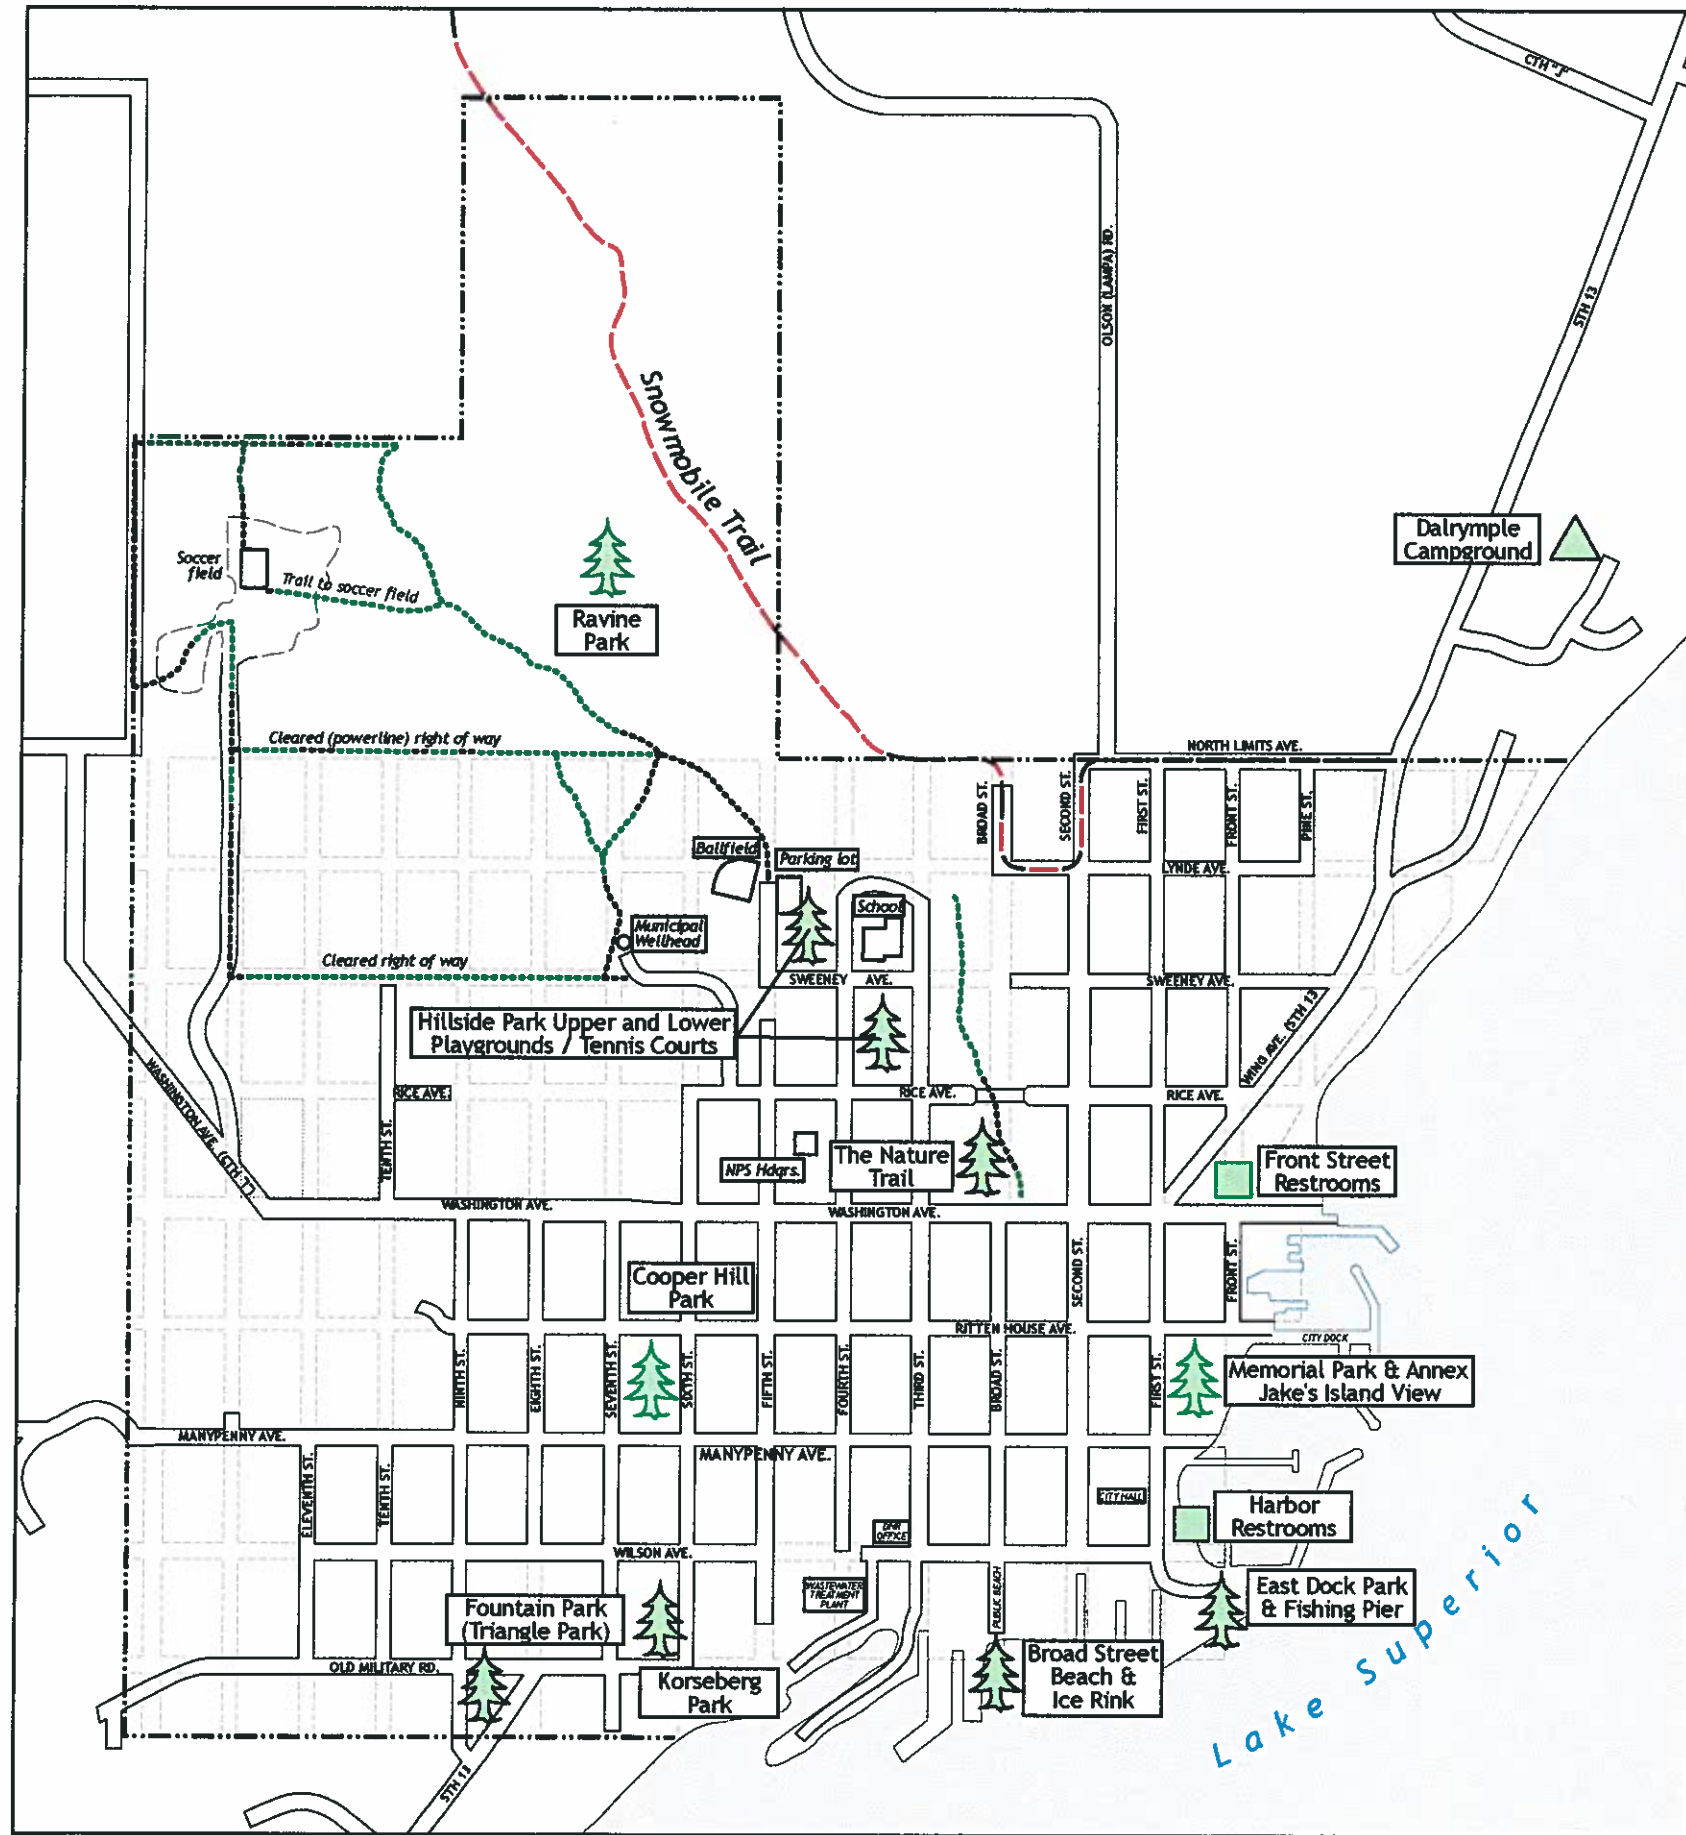 CTH "J"
OLSON (LAMPA) RD.
STH 13
Snowmobile Trail
Dalrymple
Campground
Soccer
field
Trail to soccer field
Ravine
Park
Cleared (powerline) right of way
NORTH LIMITS AVE.
BROAD ST.
SECOND ST.
FIRST ST.
FRONT ST.
PINE ST.
Ballfield
Parking lot
LYNDE AVE.
School
Municipal
Wellhead
Cleared right of way
SWEENEY AVE.
SWEENEY AVE.
Hillside Park Upper and Lower
Playgrounds / Tennis Courts
WING AVE. (STH 13)
WASHINGTON AVE. (STH
RICE AVE.
RICE AVE.
RICE AVE.
TENTH ST.
NPS Hdqrs.
The Nature
Trail
Front Street
Restrooms
WASHINGTON AVE.
WASHINGTON AVE.
SECOND ST.
FRONT ST.
Cooper Hill
Park
RITTEN HOUSE AVE.
CITY DOCK
NINTH ST.
EIGHTH ST.
SEVENTH ST.
SIXTH ST.
FIFTH ST.
FOURTH ST.
THIRD ST.
BROAD ST.
FIRST ST.
Memorial Park & Annex
Jake's Island View
MANYPENNY AVE.
MANYPENNY AVE.
ELEVENTH ST.
TENTH ST.
CITY HALL
Harbor
Restrooms
DNR
OFFICE
WILSON AVE.
WASTEWATER
TREATMENT
PLANT
PUBLIC BEACH
East Dock Park
& Fishing Pier
Fountain Park
(Triangle Park)
Broad Street
Beach &
Ice Rink
OLD MILITARY RD.
Korseberg
Park
Lake Superior
STH 13